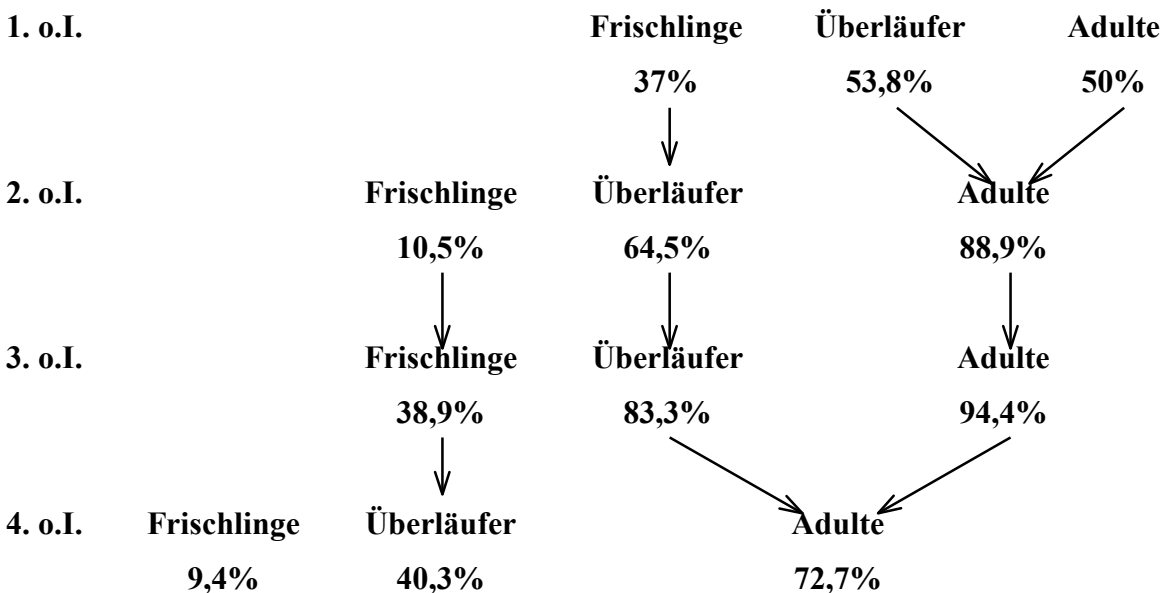 1. o.I. Frischlinge Überläufer Adulte
37% 53,8% 50%
2. o.I. Frischlinge Überläufer Adulte
10,5% 64,5% 88,9%
3. o.I. Frischlinge Überläufer Adulte
38,9% 83,3% 94,4%
4. o.I. Frischlinge Überläufer Adulte
9,4% 40,3% 72,7%